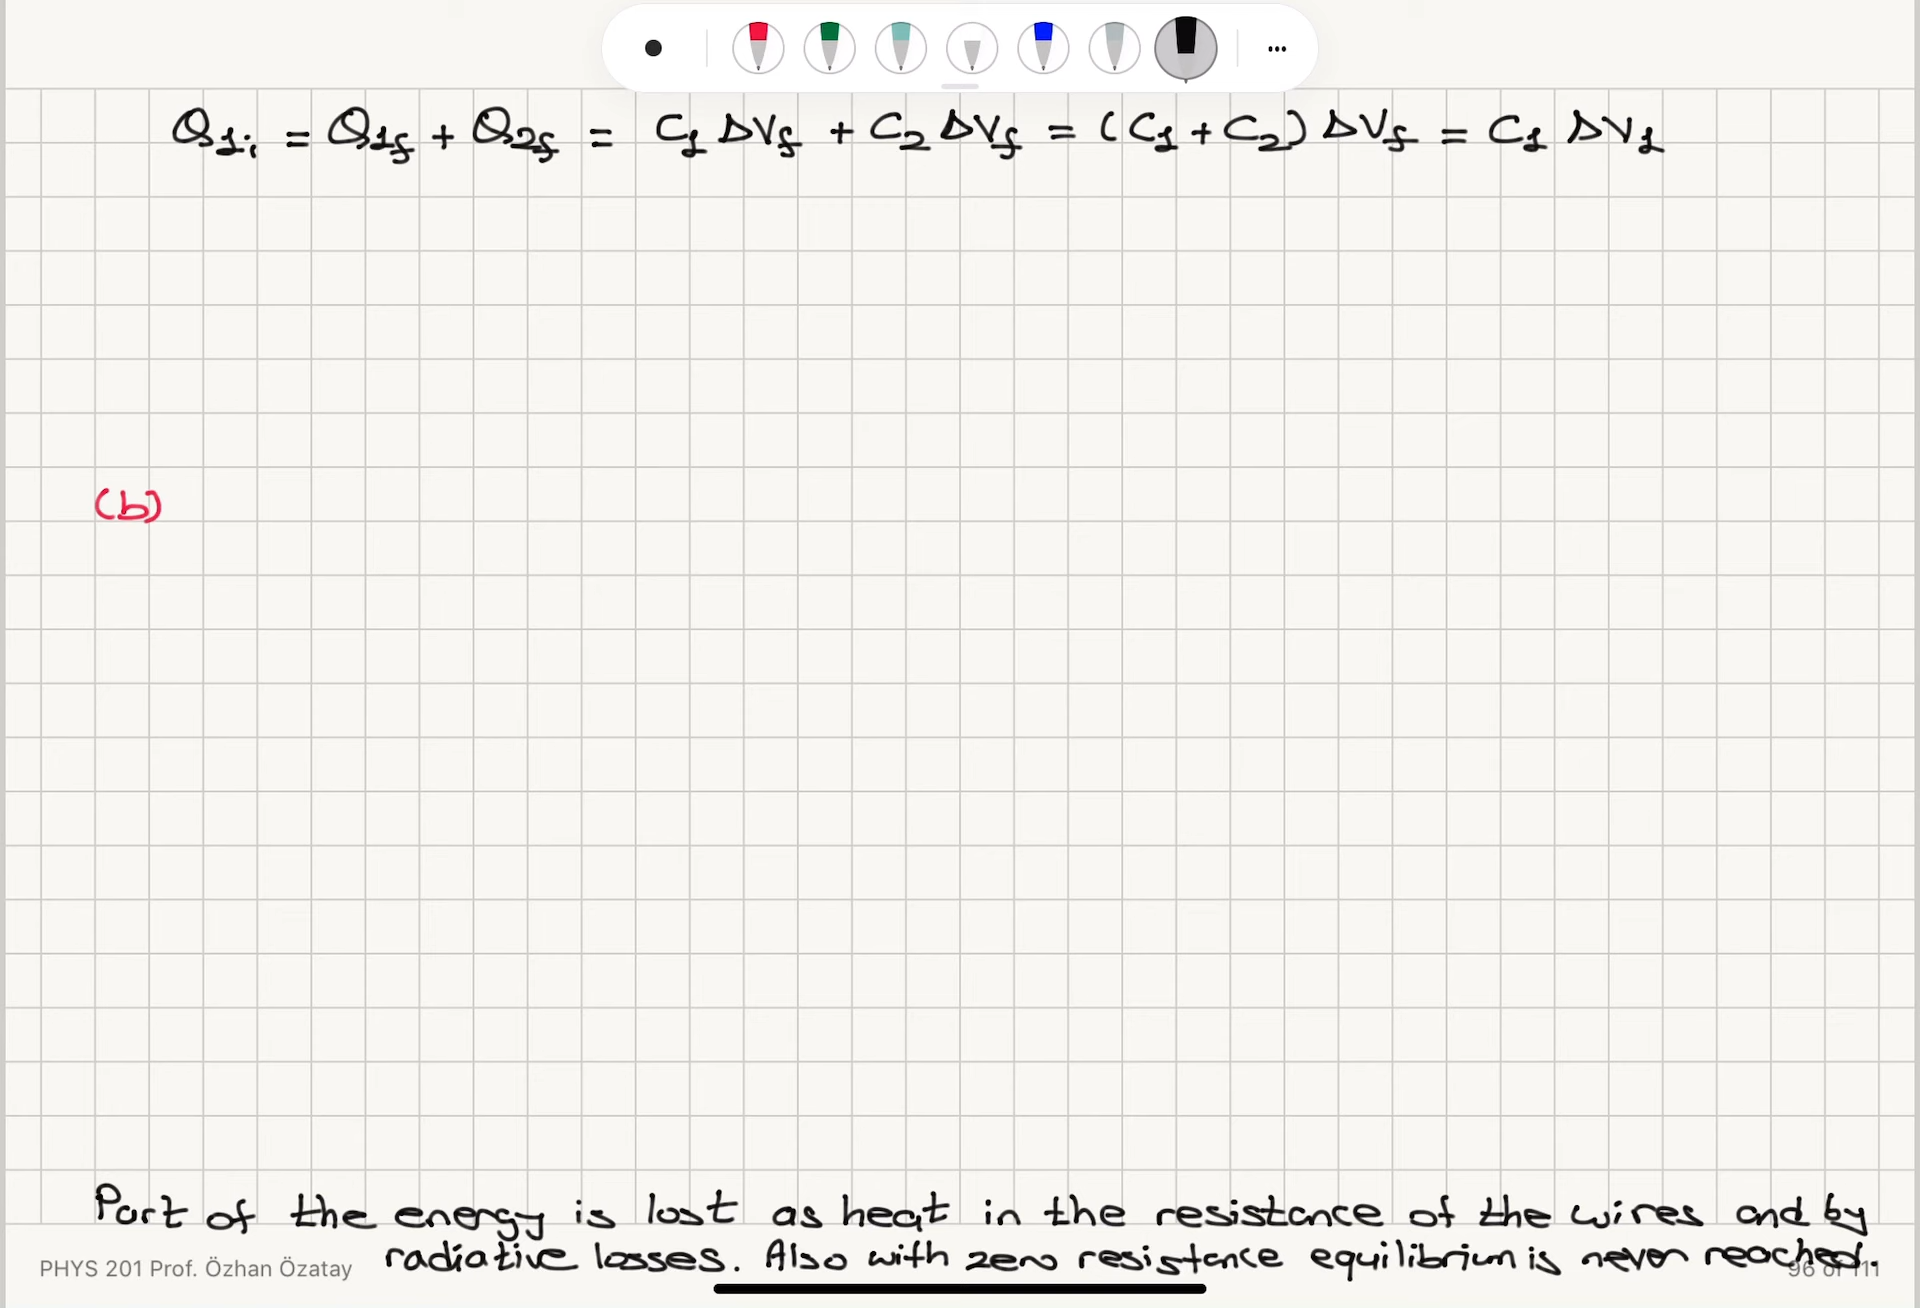 Q1i = Q1f + Q2f = C1 ΔVf + C2 ΔVf = (C1 + C2) ΔVf = C1 ΔV1
(b)
Part of the energy is lost as heat in the resistance of the wires and by
radiative losses. Also with zero resistance equilibrium is never reached.
PHYS 201 Prof. Özhan Özatay
96 of 111